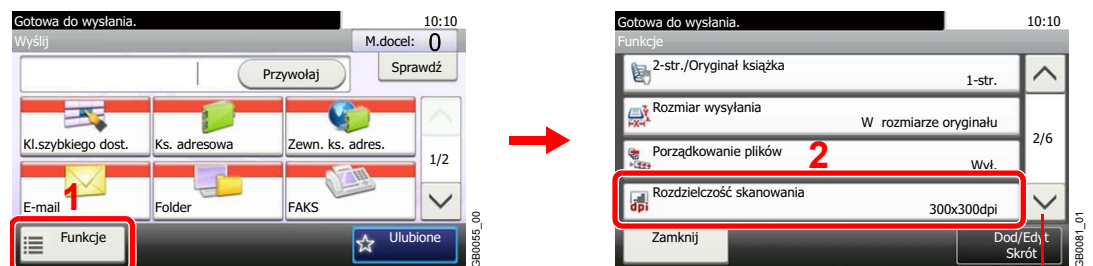 Gotowa do wysłania.
10:10
Wyślij
M.docel: 0
Przywołaj
Sprawdź
Kl.szybkiego dost.
Ks. adresowa
Zewn. ks. adres.
1/2
E-mail
1
Folder
FAKS
Funkcje
Ulubione
GB0055_00
Gotowa do wysłania.
10:10
Funkcje
2-str./Oryginał książka
1-str.
Rozmiar wysyłania
W rozmiarze oryginału
2/6
Porządkowanie plików
2
Wył.
Rozdzielczość skanowania
dpi
300x300dpi
Zamknij
Dod/Edyt
Skrót
GB0081_01